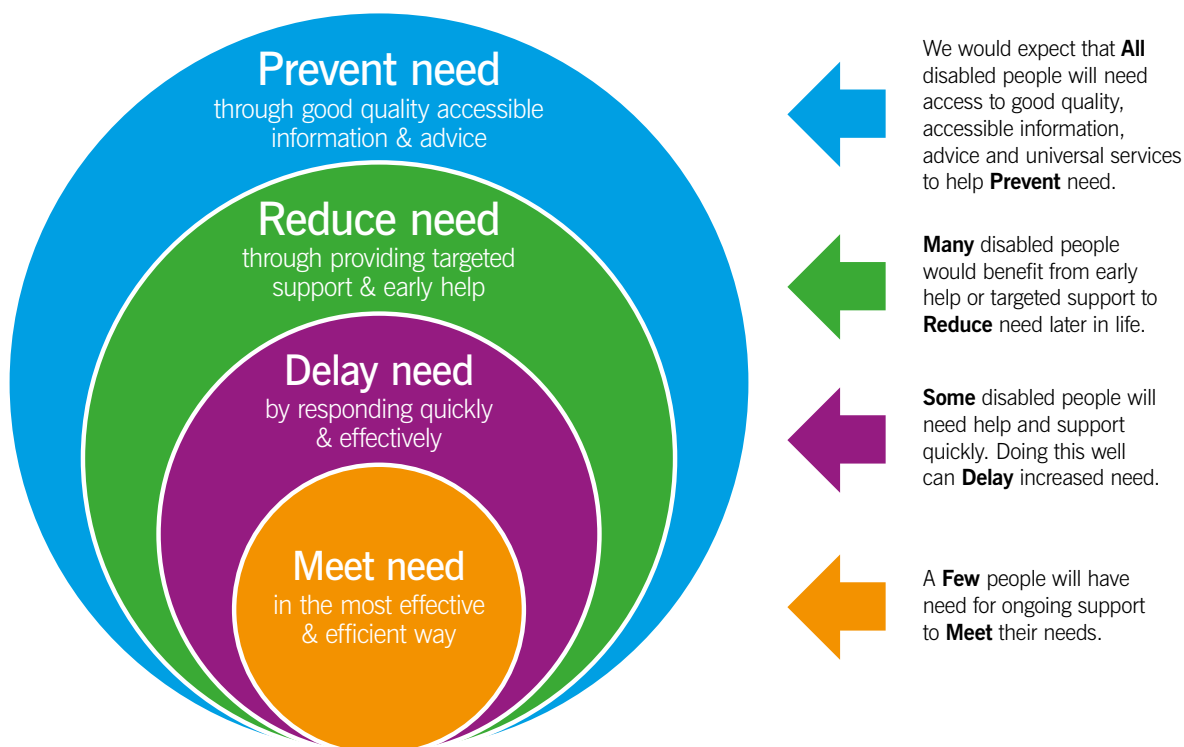 Prevent need
through good quality accessible
information & advice
We would expect that All
disabled people will need
access to good quality,
accessible information,
advice and universal services
to help Prevent need.
Reduce need
through providing targeted
support & early help
Many disabled people
would benefit from early
help or targeted support to
Reduce need later in life.
Delay need
by responding quickly
& effectively
Some disabled people will
need help and support
quickly. Doing this well
can Delay increased need.
Meet need
in the most effective
& efficient way
A Few people will have
need for ongoing support
to Meet their needs.